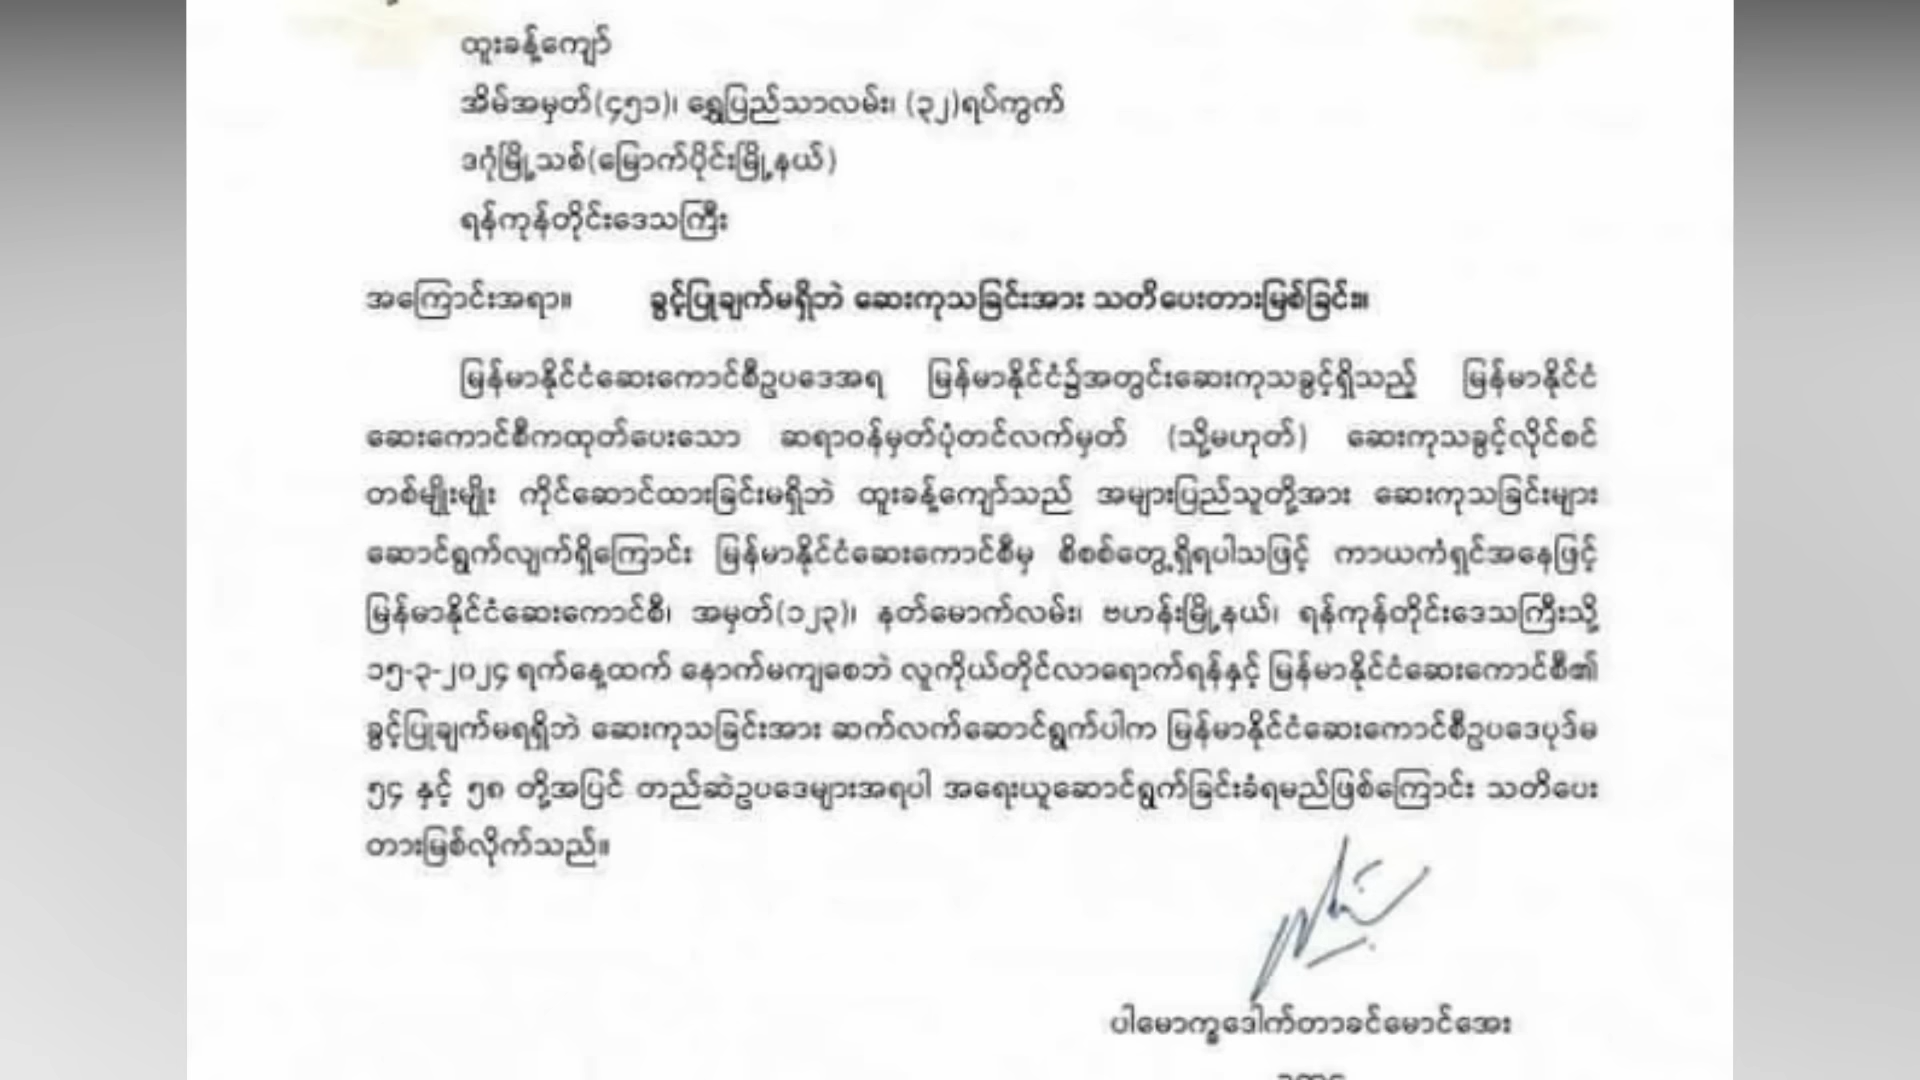 ထူးခန့်ကျော်
အိမ်အမှတ်(၄၅၁)၊ ရွှေပြည်သာလမ်း၊ (၃၂)ရပ်ကွက်
ဒဂုံမြို့သစ်(မြောက်ပိုင်းမြို့နယ်)
ရန်ကုန်တိုင်းဒေသကြီး
အကြောင်းအရာ။ ခွင့်ပြုချက်မရှိဘဲ ဆေးကုသခြင်းအား သတိပေးတားမြစ်ခြင်း။
မြန်မာနိုင်ငံဆေးကောင်စီဥပဒေအရ မြန်မာနိုင်ငံ၌အတွင်းဆေးကုသခွင့်ရှိသည့် မြန်မာနိုင်ငံ
ဆေးကောင်စီကထုတ်ပေးသော ဆရာဝန်မှတ်ပုံတင်လက်မှတ် (သို့မဟုတ်) ဆေးကုသခွင့်လိုင်စင်
တစ်မျိုးမျိုး ကိုင်ဆောင်ထားခြင်းမရှိဘဲ ထူးခန့်ကျော်သည် အများပြည်သူတို့အား ဆေးကုသခြင်းများ
ဆောင်ရွက်လျက်ရှိကြောင်း မြန်မာနိုင်ငံဆေးကောင်စီမှ စိစစ်တွေ့ရှိရပါသဖြင့် ကာယကံရှင်အနေဖြင့်
မြန်မာနိုင်ငံဆေးကောင်စီ၊ အမှတ်(၁၂၃)၊ နတ်မောက်လမ်း၊ ဗဟန်းမြို့နယ်၊ ရန်ကုန်တိုင်းဒေသကြီးသို့
၁၅-၃-၂၀၂၄ ရက်နေ့ထက် နောက်မကျစေဘဲ လူကိုယ်တိုင်လာရောက်ရန်နှင့် မြန်မာနိုင်ငံဆေးကောင်စီ၏
ခွင့်ပြုချက်မရရှိဘဲ ဆေးကုသခြင်းအား ဆက်လက်ဆောင်ရွက်ပါက မြန်မာနိုင်ငံဆေးကောင်စီဥပဒေပုဒ်မ
၅၄ နှင့် ၅၈ တို့အပြင် တည်ဆဲဥပဒေများအရပါ အရေးယူဆောင်ရွက်ခြင်းခံရမည်ဖြစ်ကြောင်း သတိပေး
တားမြစ်လိုက်သည်။
ပါမောက္ခဒေါက်တာခင်မောင်အေး